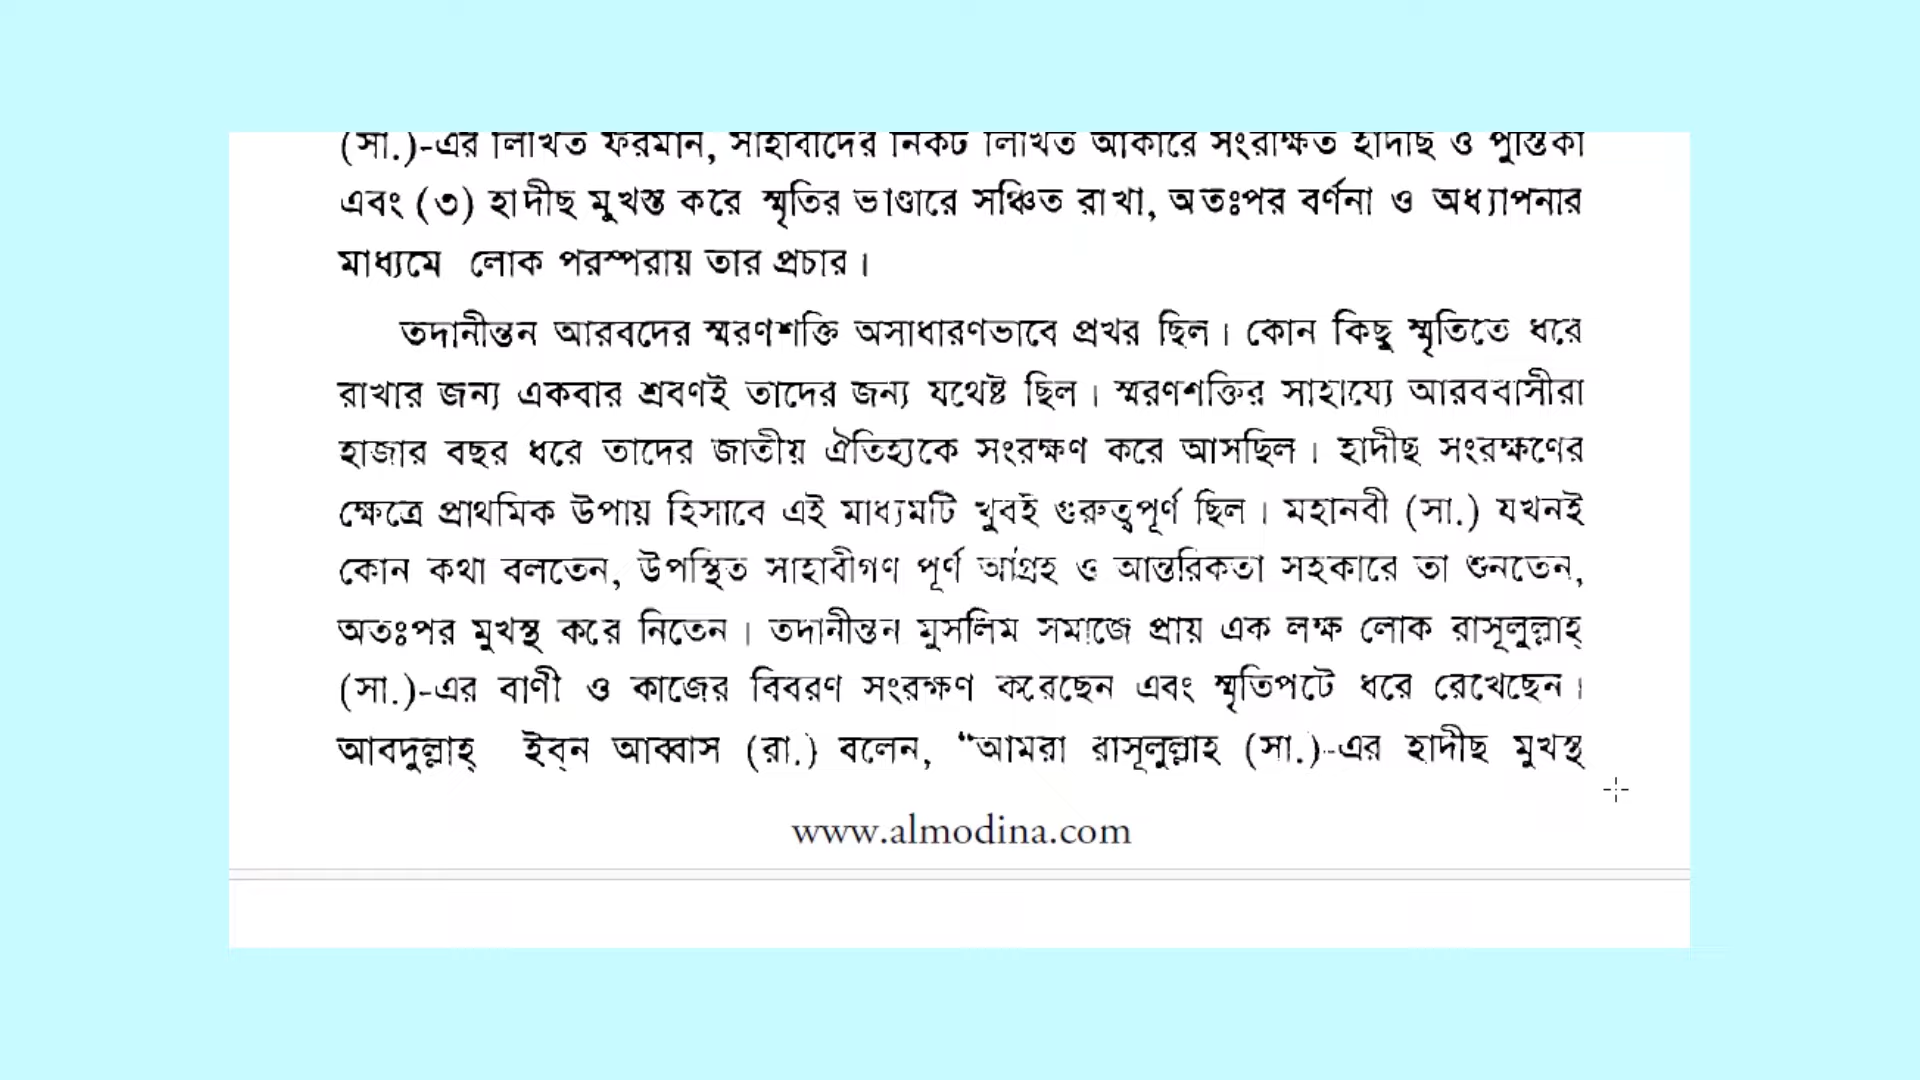 (সা.)-এর লিখিত ফরমান, সাহাবাদের নিকট লিখিত আকারে সংরক্ষিত হাদীছ ও পুস্তিকা
এবং (৩) হাদীছ মুখস্ত করে স্মৃতির ভাণ্ডারে সঞ্চিত রাখা, অতঃপর বর্ণনা ও অধ্যাপনার
মাধ্যমে লোক পরস্পরায় তার প্রচার।
তদানীন্তন আরবদের স্মরণশক্তি অসাধারণভাবে প্রখর ছিল। কোন কিছু স্মৃতিতে ধরে
রাখার জন্য একবার শ্রবণই তাদের জন্য যথেষ্ট ছিল। স্মরণশক্তির সাহায্যে আরববাসীরা
হাজার বছর ধরে তাদের জাতীয় ঐতিহ্যকে সংরক্ষণ করে আসছিল। হাদীছ সংরক্ষণের
ক্ষেত্রে প্রাথমিক উপায় হিসাবে এই মাধ্যমটি খুবই গুরুত্বপূর্ণ ছিল। মহানবী (সা.) যখনই
কোন কথা বলতেন, উপস্থিত সাহাবীগণ পূর্ণ আগ্রহ ও আন্তরিকতা সহকারে তা শুনতেন,
অতঃপর মুখস্থ করে নিতেন। তদানীন্তন মুসলিম সমাজে প্রায় এক লক্ষ লোক রাসূলুল্লাহ্
(সা.)-এর বাণী ও কাজের বিবরণ সংরক্ষণ করেছেন এবং স্মৃতিপটে ধরে রেখেছেন।
আবদুল্লাহ্ ইব্ন আব্বাস (রা.) বলেন, “আমরা রাসূলুল্লাহ (সা.)-এর হাদীছ মুখস্থ
www.almodina.com